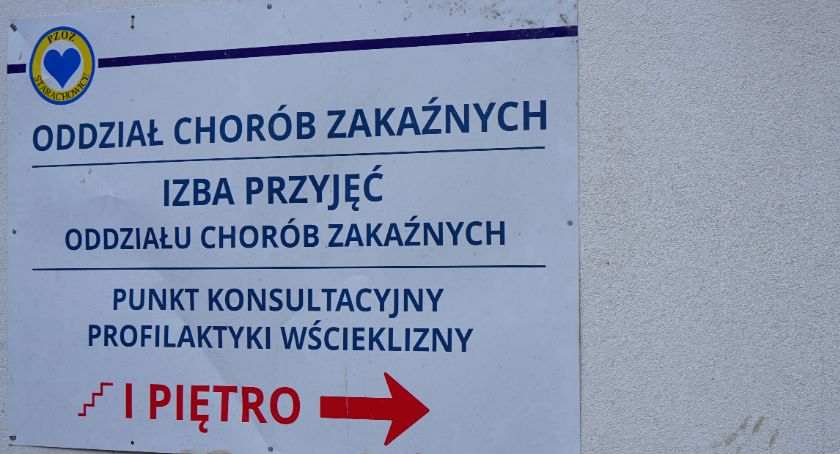 PZOZ
STARACHOWICE
ODDZIAŁ CHORÓB ZAKAŹNYCH
IZBA PRZYJĘĆ
ODDZIAŁU CHORÓB ZAKAŹNYCH
PUNKT KONSULTACYJNY
PROFILAKTYKI WŚCIEKLIZNY
I PIĘTRO